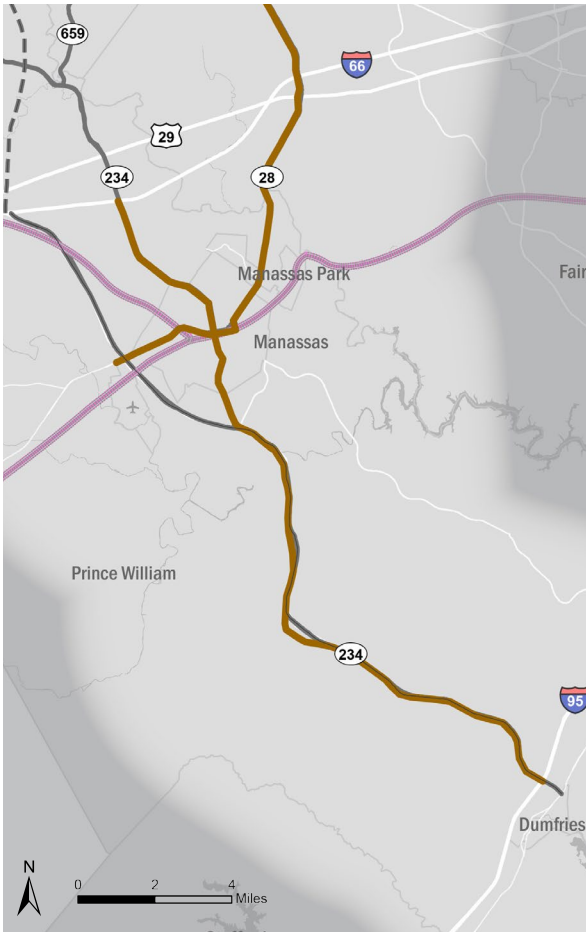 659
66
29
234
28
Manassas Park
Fair
Manassas
Prince William
234
95
Dumfries
N
0 2 4
Miles